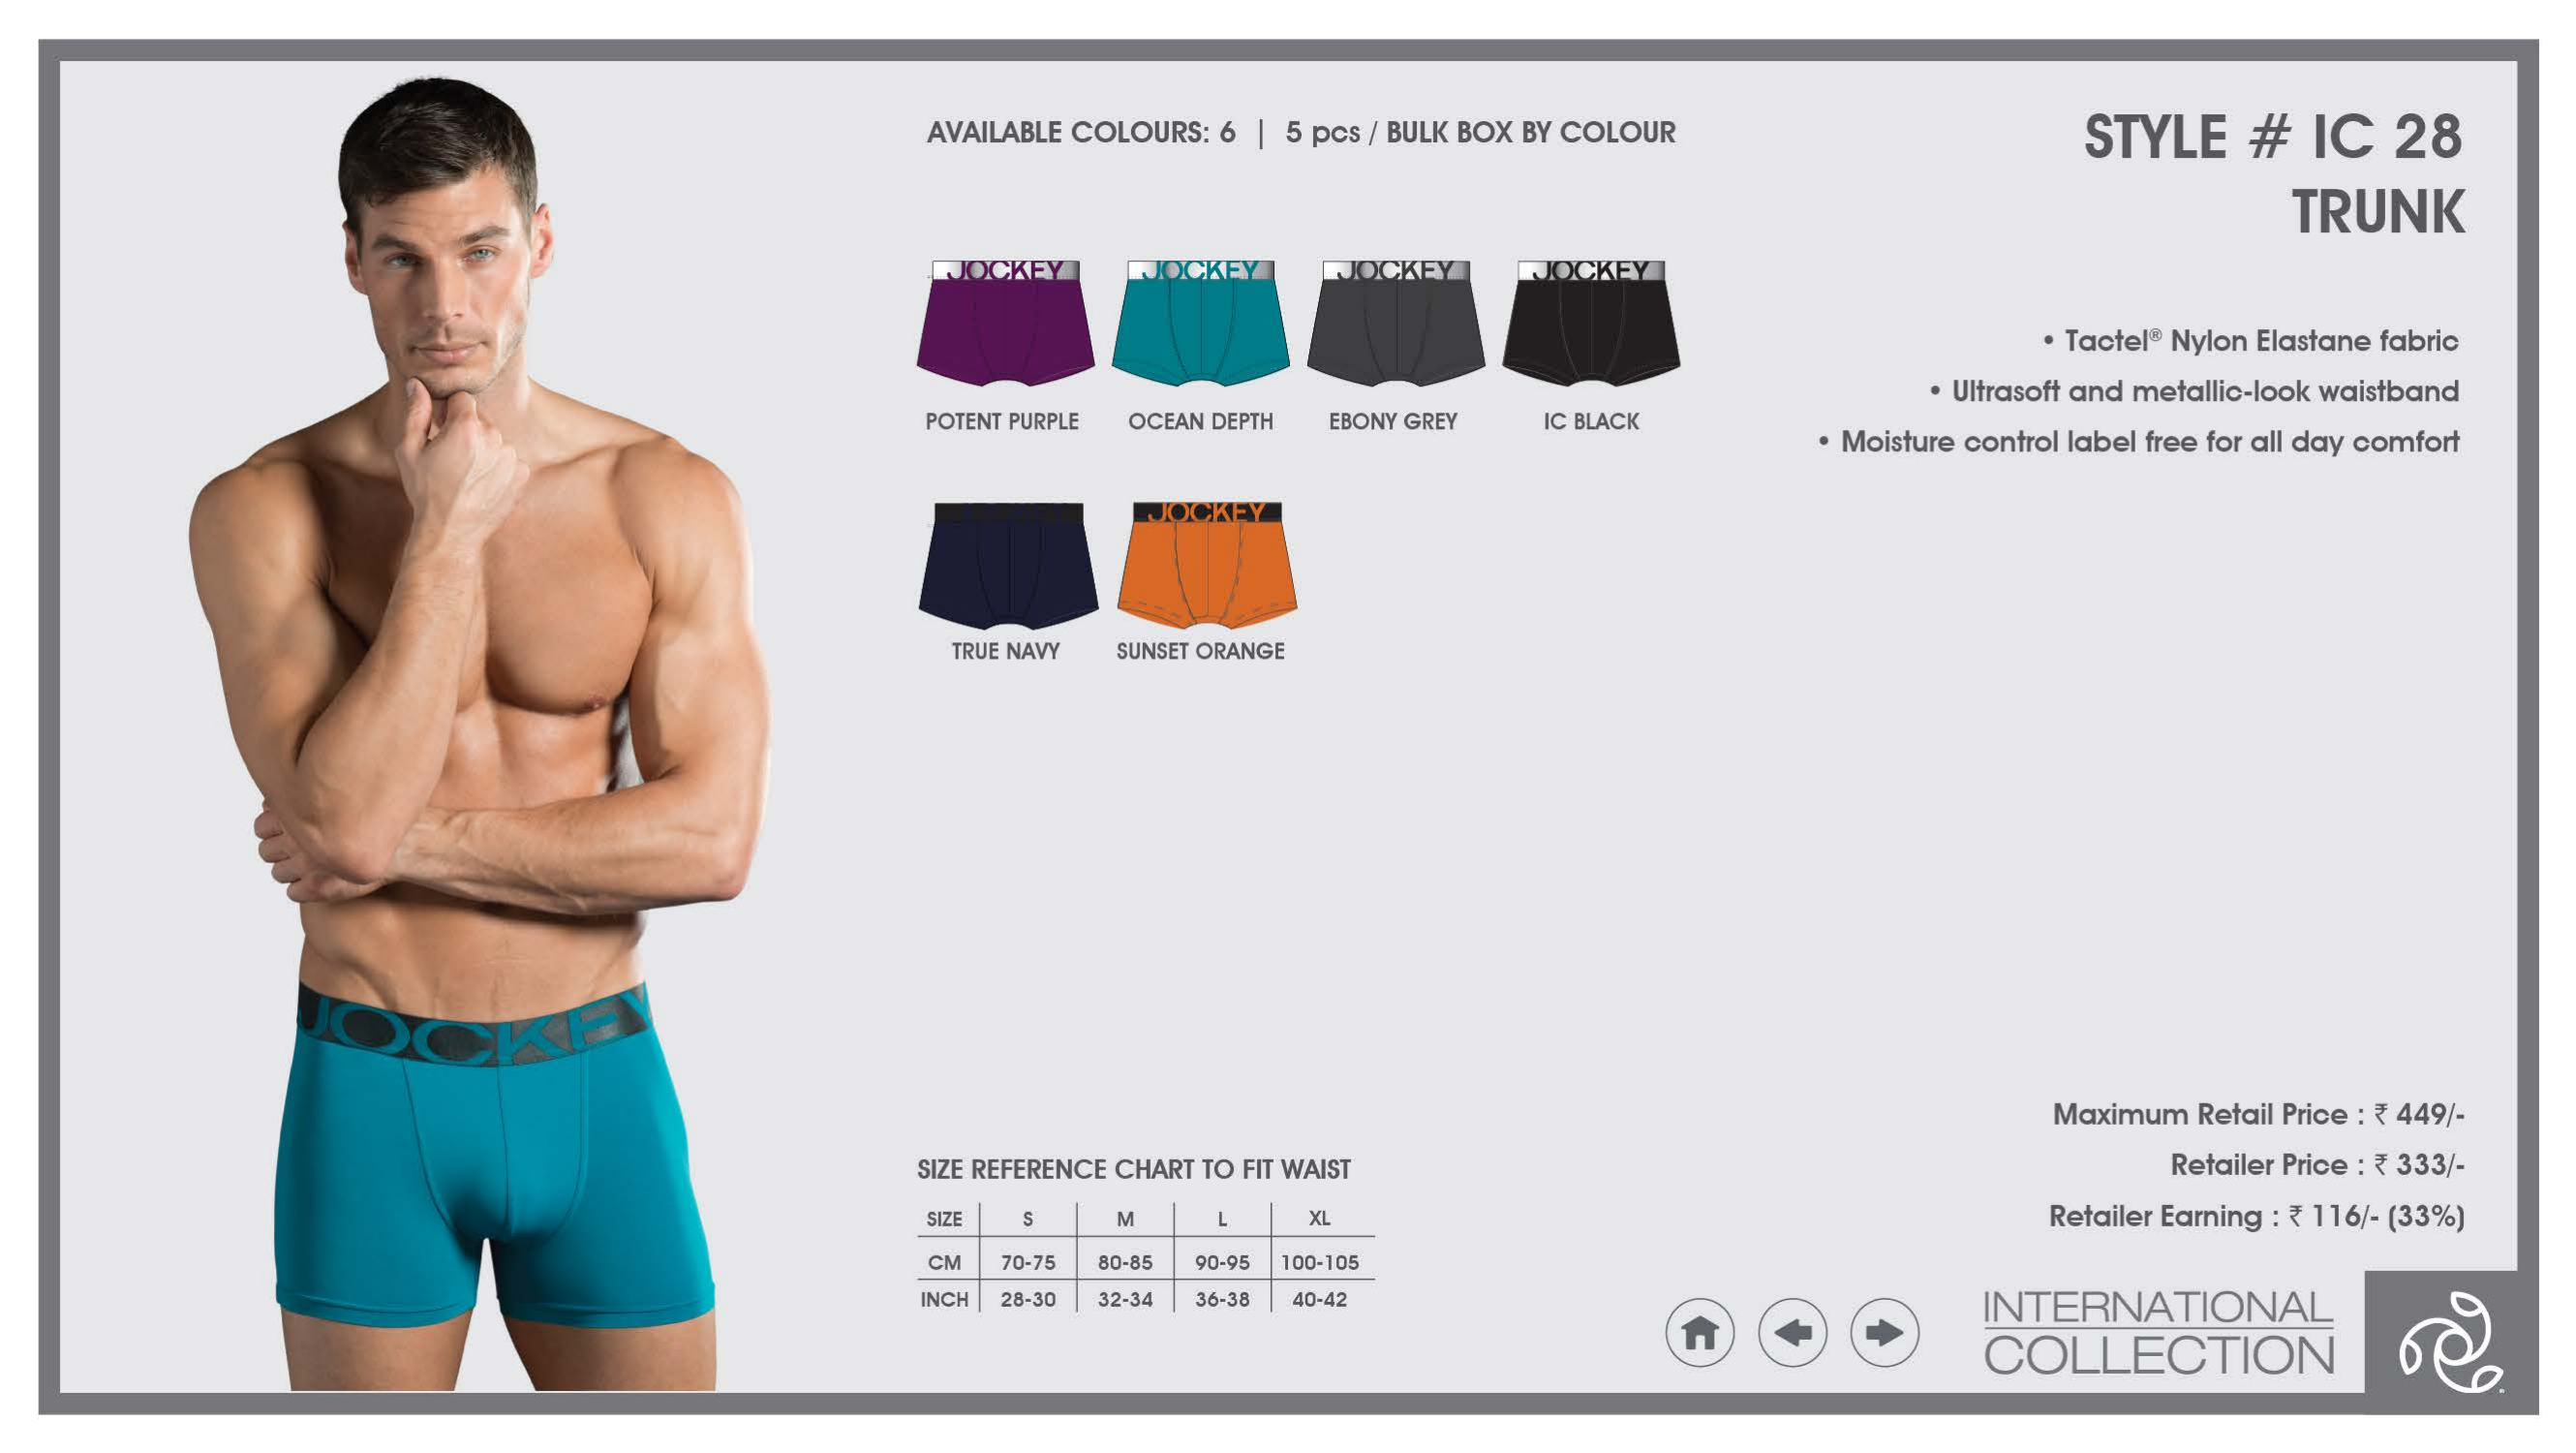 AVAILABLE COLOURS: 6 | 5 pcs / BULK BOX BY COLOUR
STYLE # IC 28
TRUNK
JOCKEY JOCKEY JOCKEY JOCKEY
POTENT PURPLE OCEAN DEPTH EBONY GREY IC BLACK
• Tactel® Nylon Elastane fabric
• Ultrasoft and metallic-look waistband
• Moisture control label free for all day comfort
JOCKEY
TRUE NAVY SUNSET ORANGE
JOCKEY
SIZE REFERENCE CHART TO FIT WAIST
SIZE S M L XL
CM 70-75 80-85 90-95 100-105
INCH 28-30 32-34 36-38 40-42
Maximum Retail Price : ₹ 449/-
Retailer Price : ₹ 333/-
Retailer Earning : ₹ 116/- (33%)
INTERNATIONAL
COLLECTION